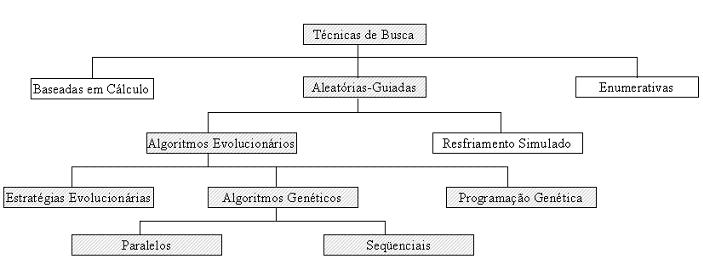 Técnicas de Busca
Baseadas em Cálculo
Aleatórias-Guiadas
Enumerativas
Algoritmos Evolucionários
Resfriamento Simulado
Estratégias Evolucionárias
Algoritmos Genéticos
Programação Genética
Paralelos
Seqüenciais